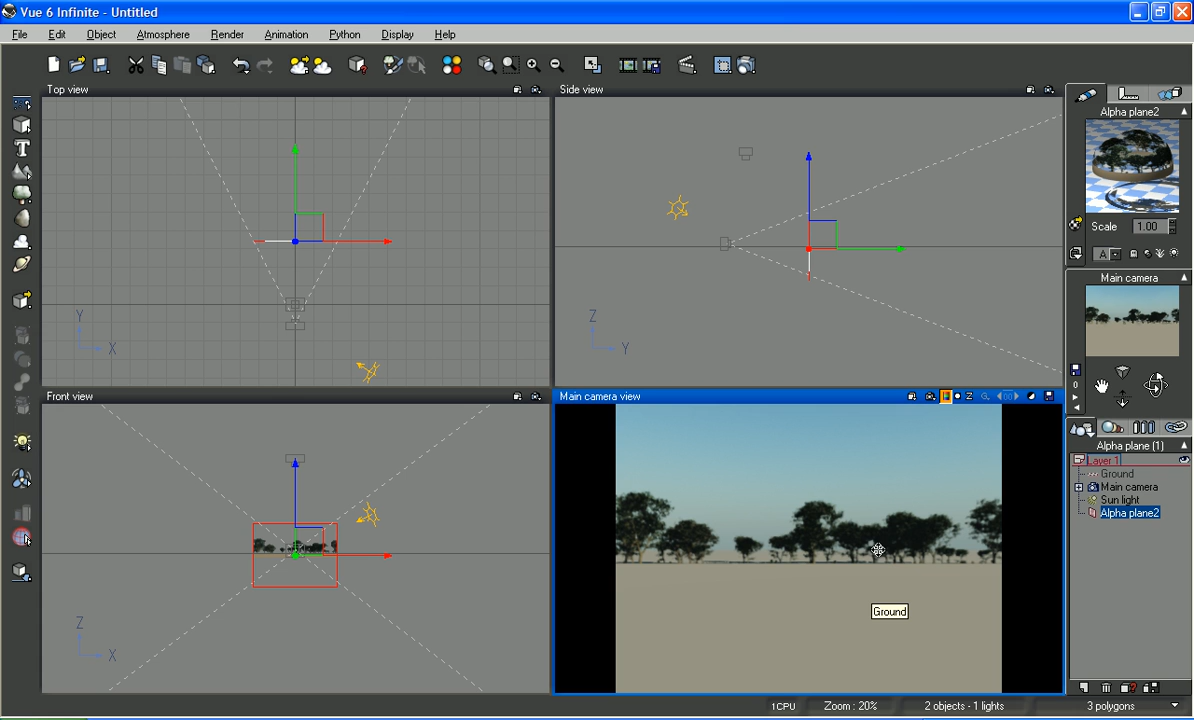 Vue 6 Infinite - Untitled
File Edit Object Atmosphere Render Animation Python Display Help
Top view
Side view
Alpha plane2
Scale 1.00
A
Main camera
0
Y
X
Z
Y
Front view
Main camera view
Z
Alpha plane (1)
Layer 1
Ground
Main camera
Sun light
Alpha plane2
Ground
Z
X
1CPU Zoom : 20% 2 objects - 1 lights 3 polygons